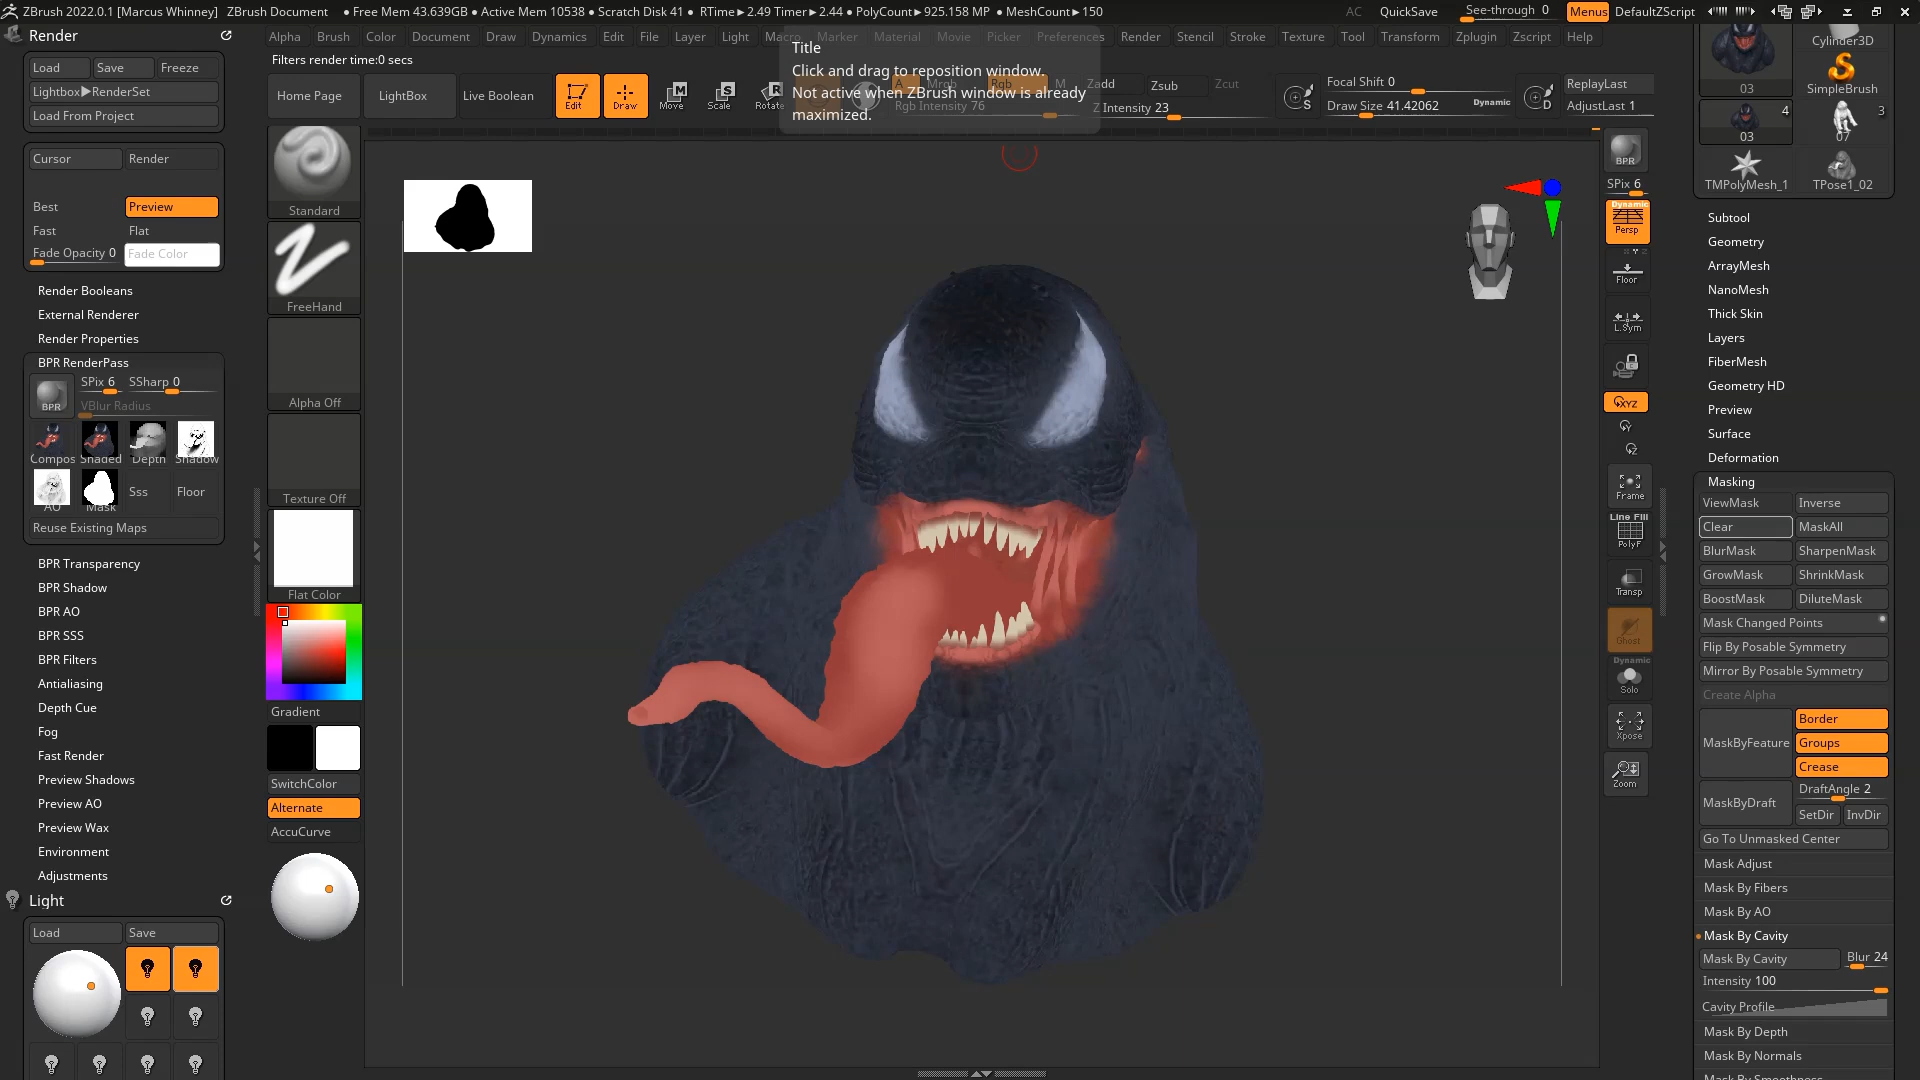 ZBrush 2022.0.1 [Marcus Whinney] ZBrush Document • Free Mem 43.639GB • Active Mem 10538 • Scratch Disk 41 • RTime►2.49 Timer►2.44 • PolyCount►925.158 MP • MeshCount►150 AC QuickSave See-through 0 Menus DefaultZScript
Render
Alpha Brush Color Document Draw Dynamics Edit File Layer Light Macro Marker Material Movie Picker Preferences Render Stencil Stroke Texture Tool Transform Zplugin Zscript Help
Title
Click and drag to reposition window.
Not active when ZBrush window is already
maximized.
Filters render time:0 secs
Home Page LightBox Live Boolean Edit Draw Move Scale Rotate
A Mrgb Rgb M Zadd Zsub Zcut
Rgb Intensity 76 Z Intensity 23
Focal Shift 0
Draw Size 41.42062 Dynamic
S
D
ReplayLast
AdjustLast 1
Load Save Freeze
Lightbox►RenderSet
Load From Project
Cursor Render
Best Preview
Fast Flat
Fade Opacity 0 Fade Color
Render Booleans
External Renderer
Render Properties
BPR RenderPass
BPR SPix 6 SSharp 0
VBlur Radius
Compos Shaded Depth Shadow
AO Mask Sss Floor
Reuse Existing Maps
BPR Transparency
BPR Shadow
BPR AO
BPR SSS
BPR Filters
Antialiasing
Depth Cue
Fog
Fast Render
Preview Shadows
Preview AO
Preview Wax
Environment
Adjustments
Light
Load Save
Standard
FreeHand
Alpha Off
Texture Off
Flat Color
Gradient
SwitchColor
Alternate
AccuCurve
BPR
SPix 6
Dynamic
Persp
Floor
L.Sym
XYZ
Y
Z
Frame
Line Fill
PolyF
Transp
Ghost
Dynamic
Solo
Xpose
Zoom
Cylinder3D
03 SimpleBrush
4 3
03 07
TMPolyMesh_1 TPose1_02
Subtool
Geometry
ArrayMesh
NanoMesh
Thick Skin
Layers
FiberMesh
Geometry HD
Preview
Surface
Deformation
Masking
ViewMask Inverse
Clear MaskAll
BlurMask SharpenMask
GrowMask ShrinkMask
BoostMask DiluteMask
Mask Changed Points
Flip By Posable Symmetry
Mirror By Posable Symmetry
Create Alpha
MaskByFeature Border
Groups
Crease
MaskByDraft DraftAngle 2
SetDir InvDir
Go To Unmasked Center
Mask Adjust
Mask By Fibers
Mask By AO
Mask By Cavity
Mask By Cavity Blur 24
Intensity 100
Cavity Profile
Mask By Depth
Mask By Normals
Mask By Smoothness